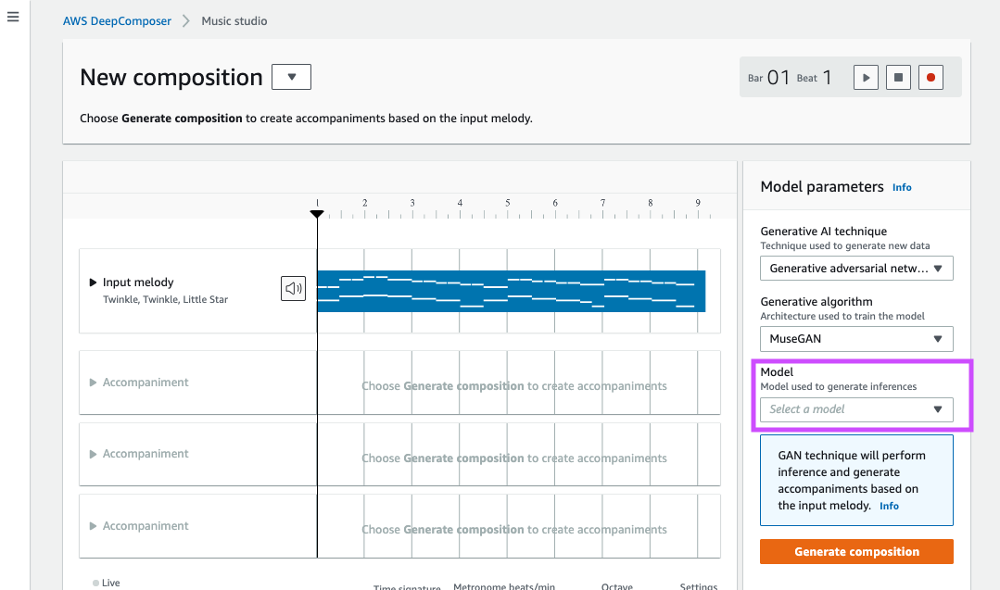 AWS DeepComposer Music studio
New composition
Bar 01 Beat 1
Choose Generate composition to create accompaniments based on the input melody.
Model parameters Info
1 2 3 4 5 6 7 8 9
Generative AI technique
Technique used to generate new data
Generative adversarial netw...
Input melody
Twinkle, Twinkle, Little Star
Generative algorithm
Architecture used to train the model
MuseGAN
Model
Model used to generate inferences
Select a model
Accompaniment
Choose Generate composition to create accompaniments
Accompaniment
Choose Generate composition to create accompaniments
GAN technique will perform
inference and generate
accompaniments based on
the input melody. Info
Accompaniment
Choose Generate composition to create accompaniments
Generate composition
Live
Time signature Metronome beats/min Octave Settings